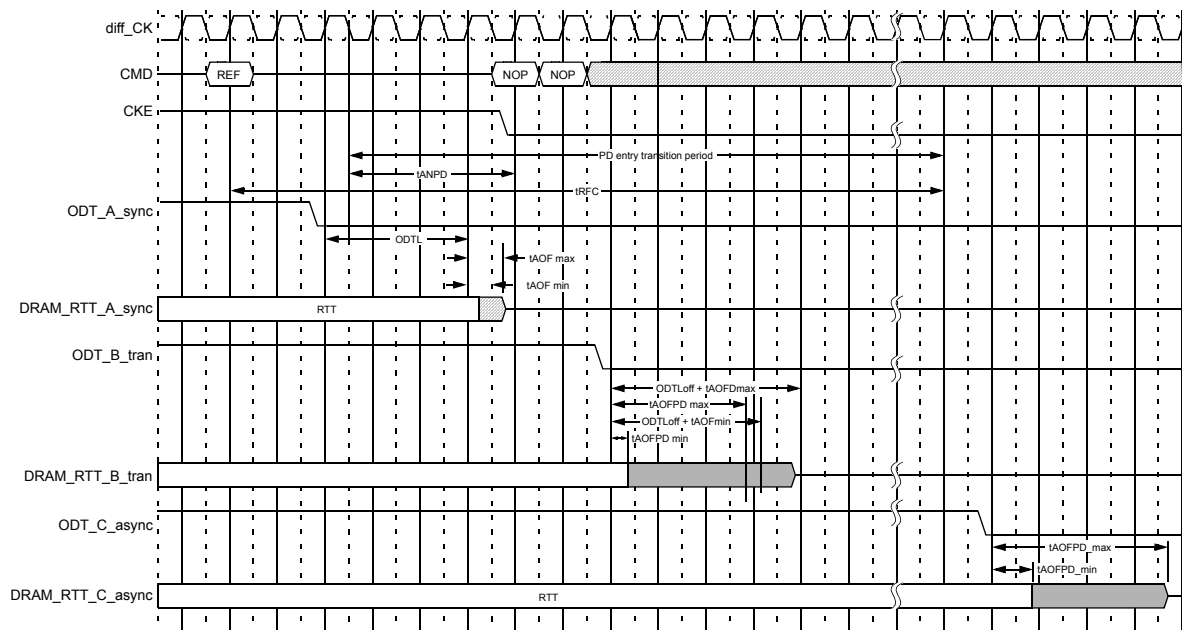 diff_CK
CMD
REF
NOP
NOP
CKE
PD entry transition period
tANPD
tRFC
ODT_A_sync
ODTL
tAOF max
tAOF min
DRAM_RTT_A_sync
RTT
ODT_B_tran
ODTLoff + tAOFDmax
tAOFPD max
ODTLoff + tAOFmin
tAOFPD min
DRAM_RTT_B_tran
ODT_C_async
tAOFPD_max
tAOFPD_min
DRAM_RTT_C_async
RTT